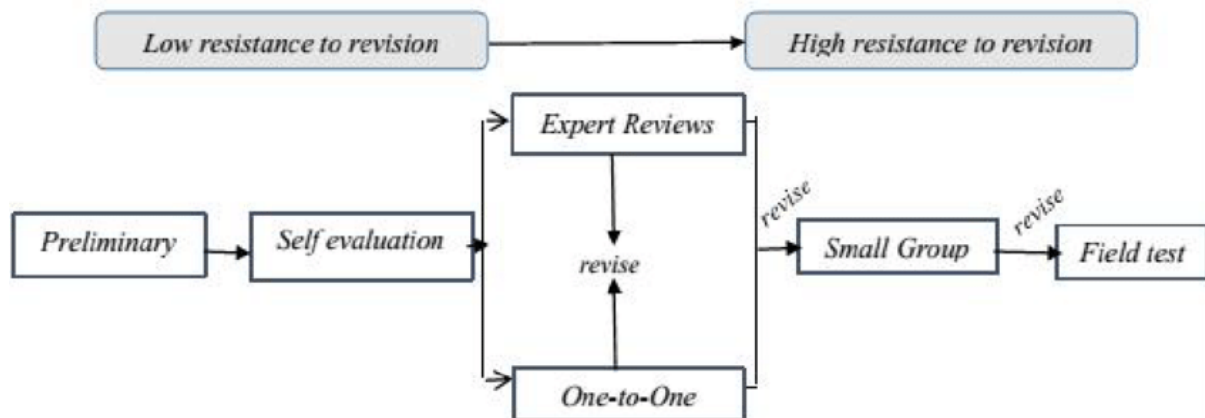 Low resistance to revision
High resistance to revision
Expert Reviews
Preliminary
Self evaluation
revise
revise
Small Group
revise
Field test
One-to-One